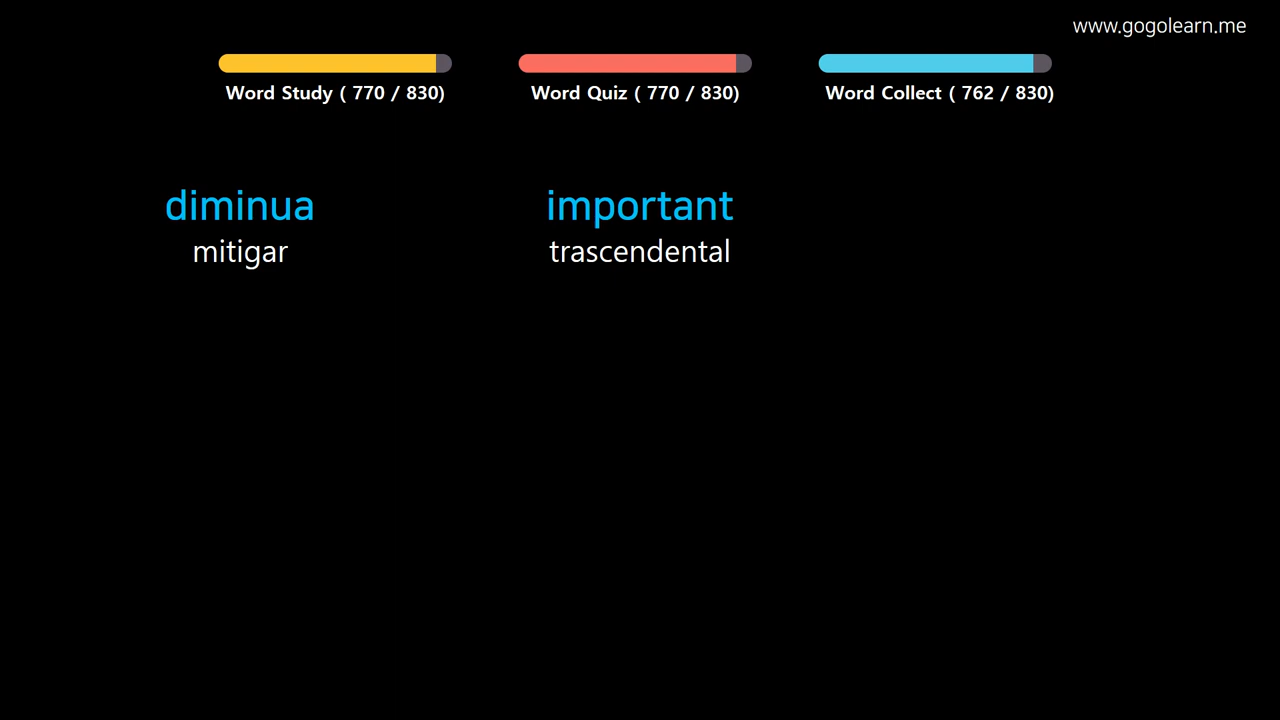 www.gogolearn.me
Word Study ( 770 / 830)
Word Quiz ( 770 / 830)
Word Collect ( 762 / 830)
diminua
mitigar
important
trascendental